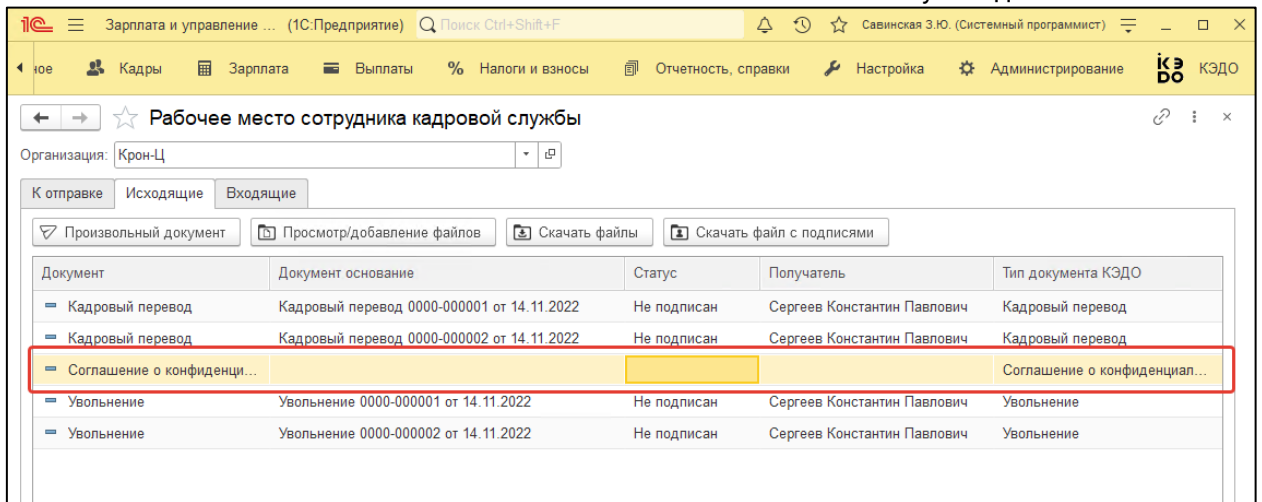 1С Зарплата и управление ... (1С:Предприятие) Поиск Ctrl+Shift+F Савинская З.Ю. (Системный программист)
ное Кадры Зарплата Выплаты % Налоги и взносы Отчетность, справки Настройка Администрирование КЭДО КЭДО
Рабочее место сотрудника кадровой службы
Организация: Крон-Ц
К отправке Исходящие Входящие
Произвольный документ Просмотр/добавление файлов Скачать файлы Скачать файл с подписями
Документ Документ основание Статус Получатель Тип документа КЭДО
Кадровый перевод Кадровый перевод 0000-000001 от 14.11.2022 Не подписан Сергеев Константин Павлович Кадровый перевод
Кадровый перевод Кадровый перевод 0000-000002 от 14.11.2022 Не подписан Сергеев Константин Павлович Кадровый перевод
Соглашение о конфиденци... Соглашение о конфиденциал...
Увольнение Увольнение 0000-000001 от 14.11.2022 Не подписан Сергеев Константин Павлович Увольнение
Увольнение Увольнение 0000-000002 от 14.11.2022 Не подписан Сергеев Константин Павлович Увольнение